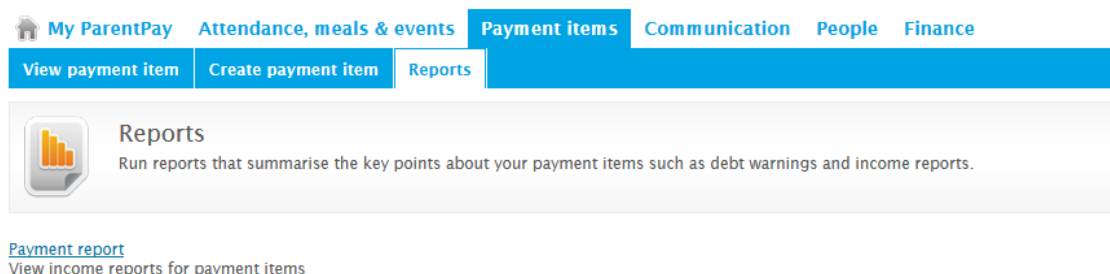 My ParentPay Attendance, meals & events Payment items Communication People Finance
View payment item Create payment item Reports
Reports
Run reports that summarise the key points about your payment items such as debt warnings and income reports.
Payment report
View income reports for payment items